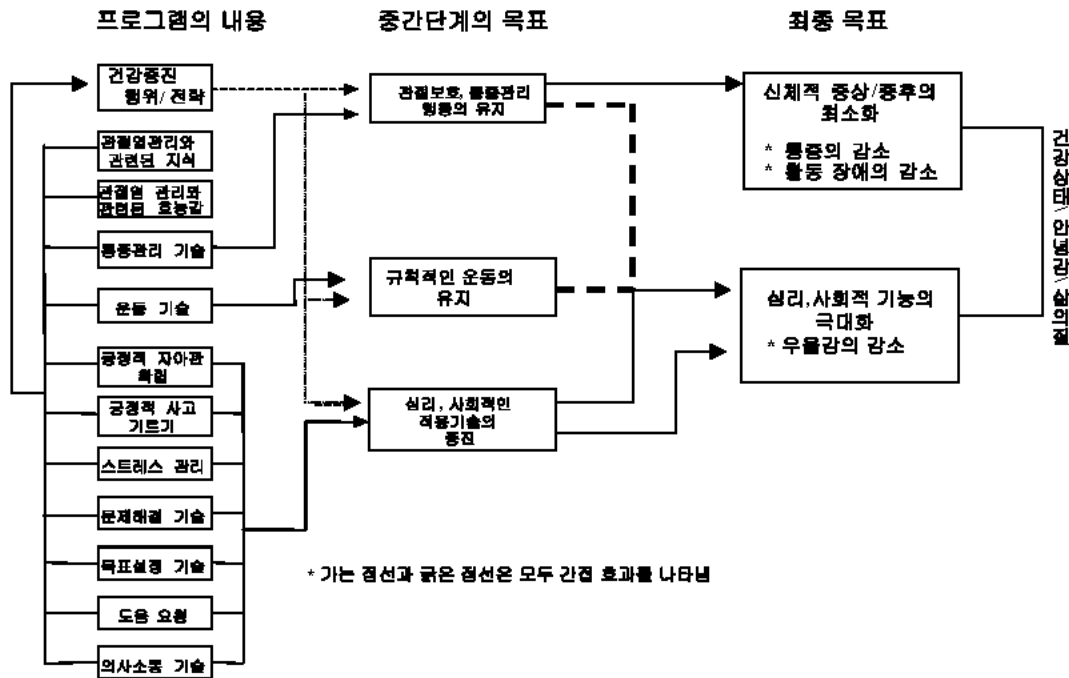 프로그램의 내용
중간단계의 목표
최종 목표
건강증진
행위/ 전략
관절염관리와
관련된 지식
관절염 관리와
관련된 효능감
통증관리 기술
운동 기술
긍정적 자아관
확립
긍정적 사고
기르기
스트레스 관리
문제해결 기술
목표설정 기술
도움 요청
의사소통 기술
관절보호, 통증관리
행동의 유지
규칙적인 운동의
유지
심리, 사회적인
적응기술의
증진
신체적 증상/증후의
최소화
* 통증의 감소
* 활동 장애의 감소
심리,사회적 기능의
극대화
* 우울감의 감소
건강상태/안녕감/삶의질
* 가는 점선과 굵은 점선은 모두 간접 효과를 나타냄